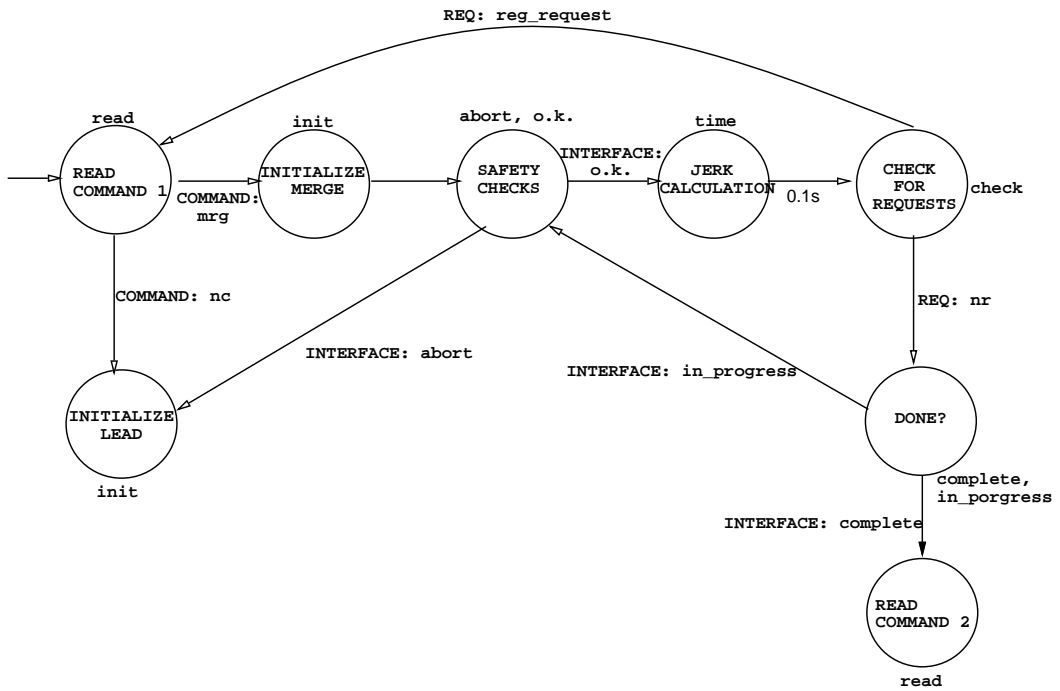 REQ: reg_request
read
init
abort, o.k.
time
READ
COMMAND 1
COMMAND:
mrg
INITIALIZE
MERGE
SAFETY
CHECKS
INTERFACE:
o.k.
JERK
CALCULATION
0.1s
CHECK
FOR
REQUESTS
check
COMMAND: nc
REQ: nr
INTERFACE: abort
INTERFACE: in_progress
INITIALIZE
LEAD
init
DONE?
complete,
in_porgress
INTERFACE: complete
READ
COMMAND 2
read